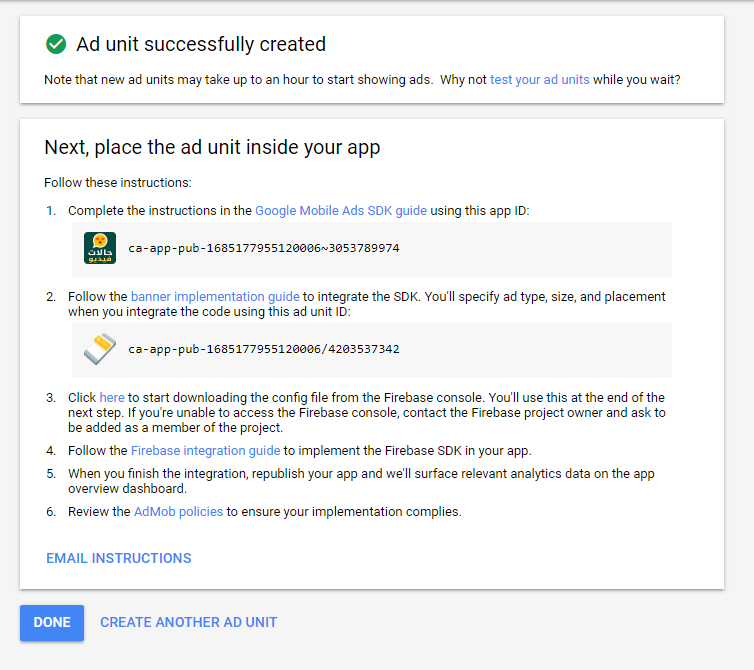 Ad unit successfully created
Note that new ad units may take up to an hour to start showing ads. Why not test your ad units while you wait?
Next, place the ad unit inside your app
Follow these instructions:
1. Complete the instructions in the Google Mobile Ads SDK guide using this app ID:
حالات
فيديو
ca-app-pub-1685177955120006~3053789974
2. Follow the banner implementation guide to integrate the SDK. You'll specify ad type, size, and placement
when you integrate the code using this ad unit ID:
ca-app-pub-1685177955120006/4203537342
3. Click here to start downloading the config file from the Firebase console. You'll use this at the end of the
next step. If you're unable to access the Firebase console, contact the Firebase project owner and ask to
be added as a member of the project.
4. Follow the Firebase integration guide to implement the Firebase SDK in your app.
5. When you finish the integration, republish your app and we'll surface relevant analytics data on the app
overview dashboard.
6. Review the AdMob policies to ensure your implementation complies.
EMAIL INSTRUCTIONS
DONE CREATE ANOTHER AD UNIT